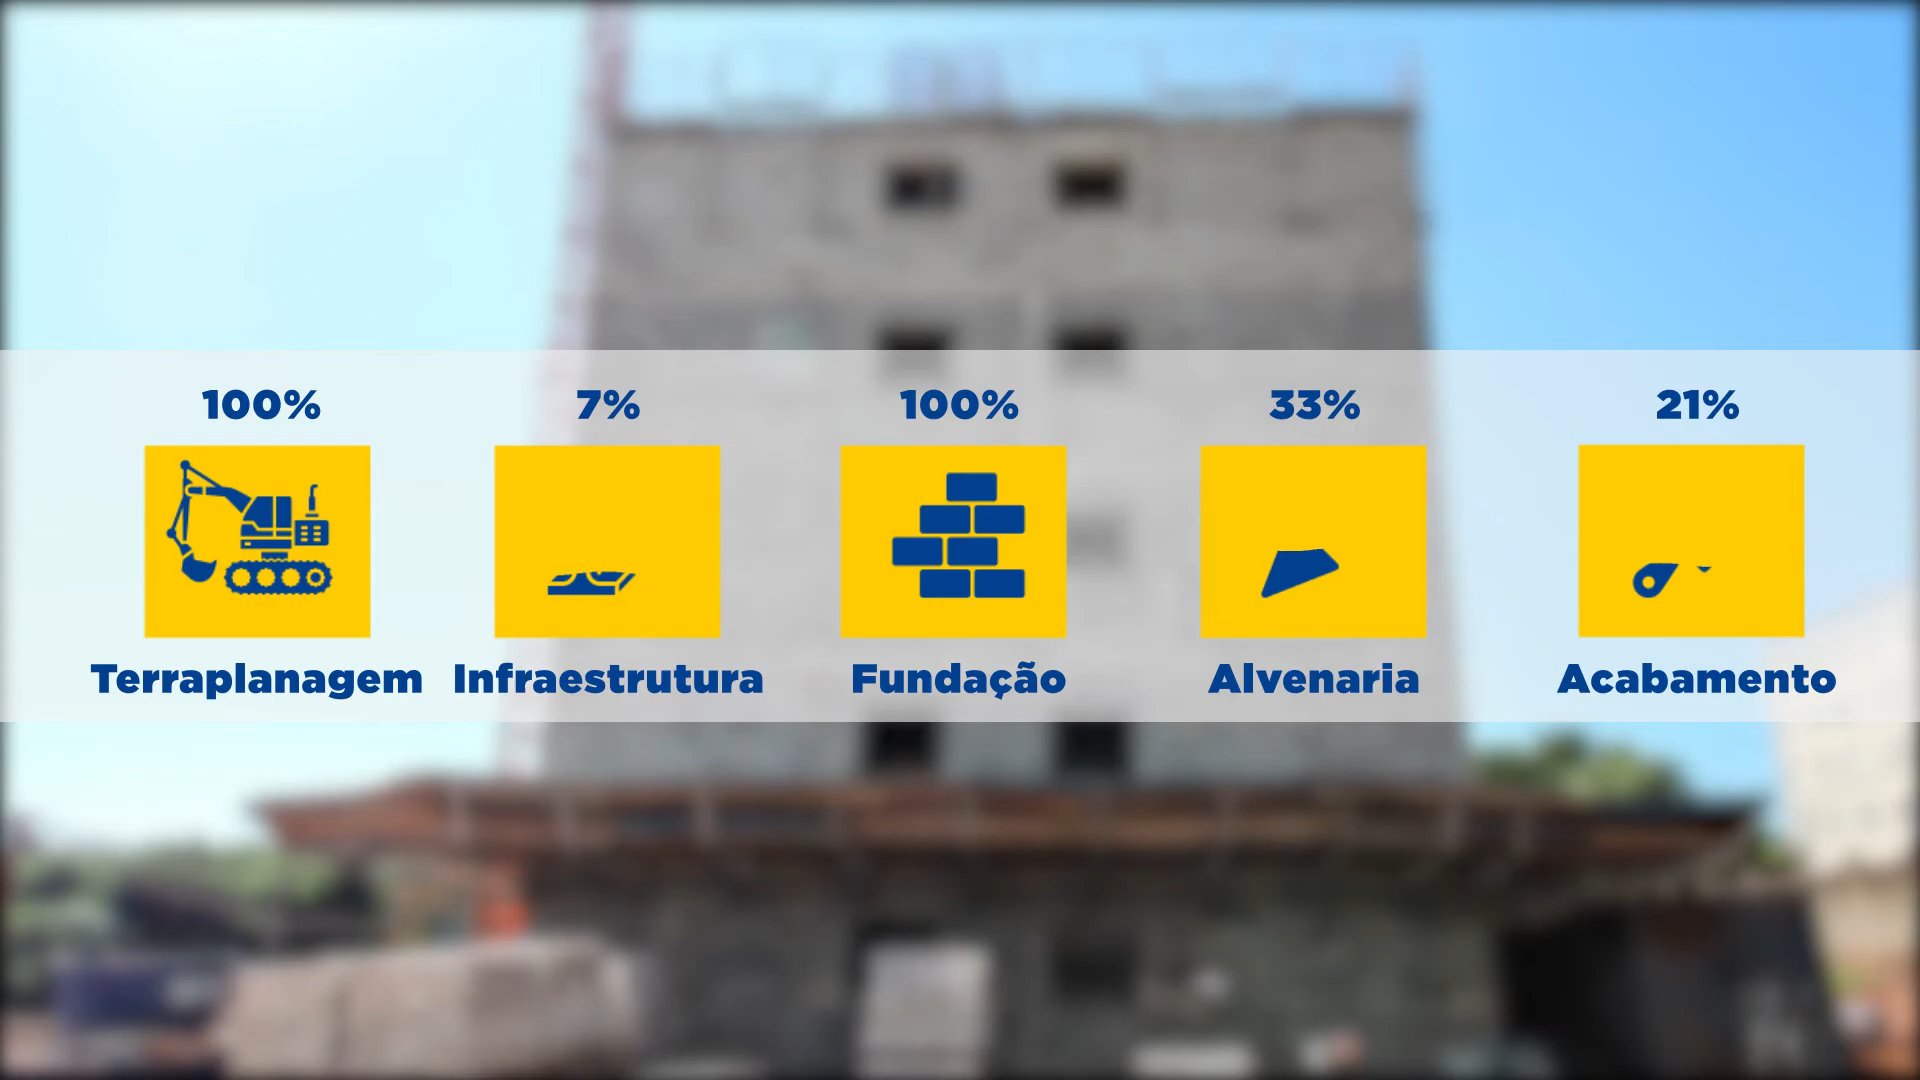 100%
7%
100%
33%
21%
Terraplanagem
Infraestrutura
Fundação
Alvenaria
Acabamento